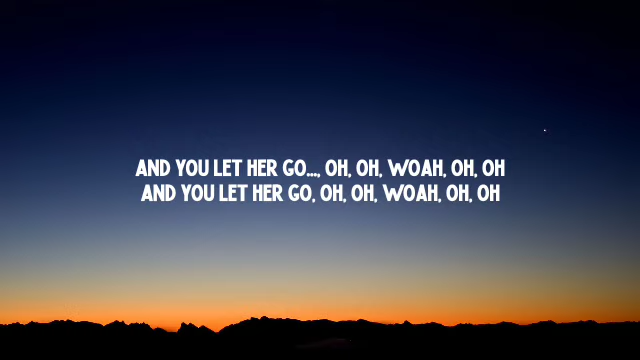 AND YOU LET HER GO..., OH, OH, WOAH, OH, OH
AND YOU LET HER GO, OH, OH, WOAH, OH, OH